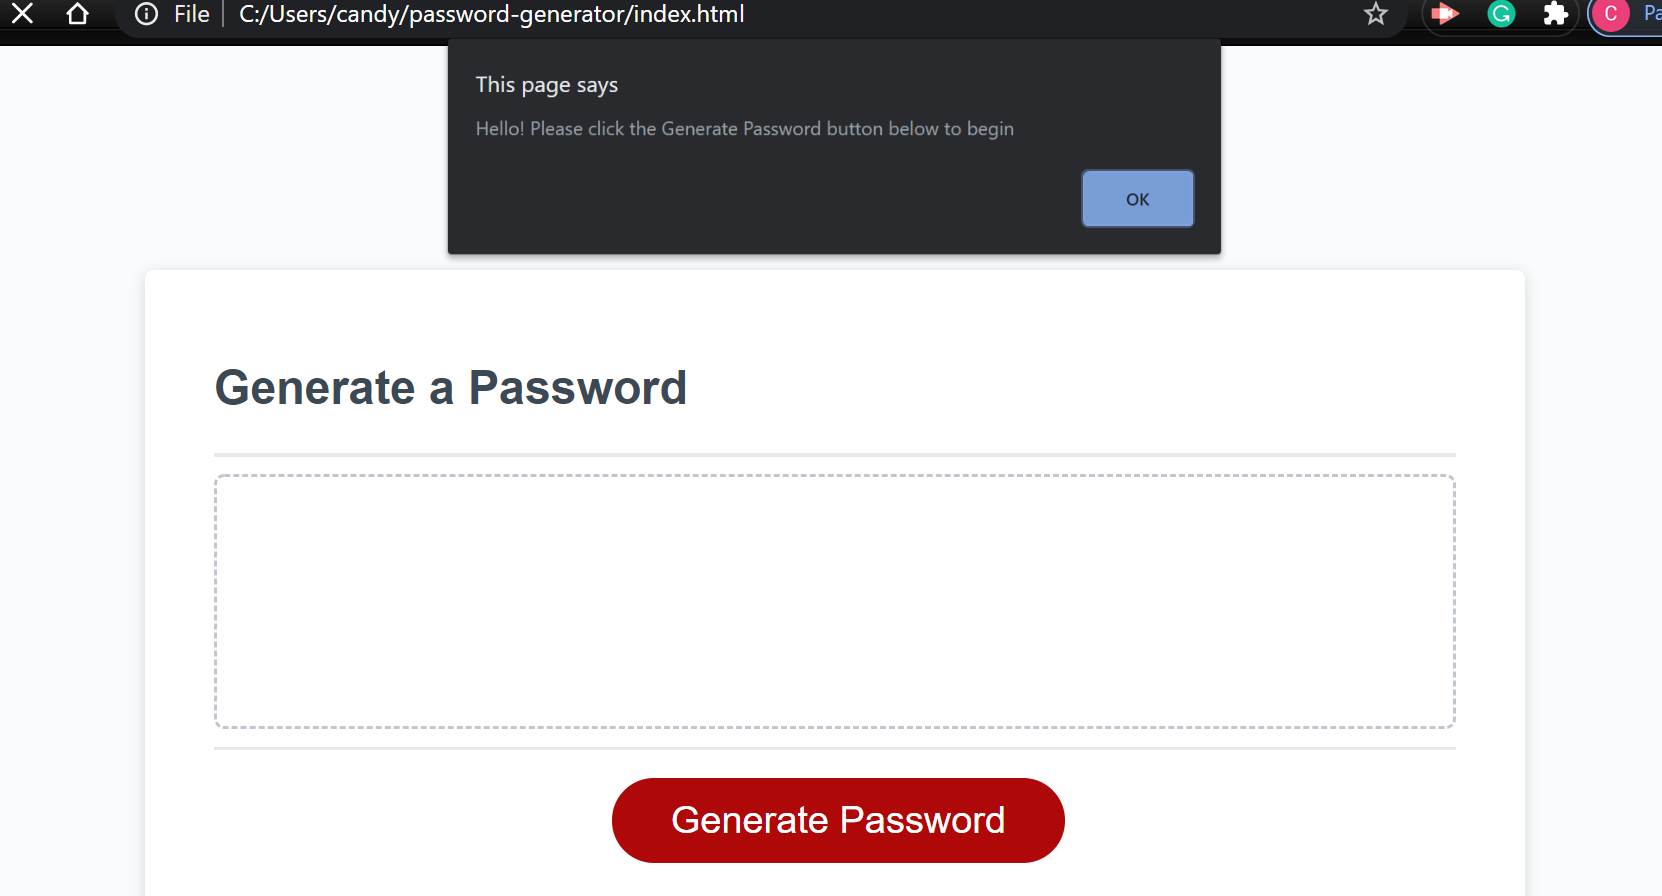 File C:/Users/candy/password-generator/index.html
C
Pa
This page says
Hello! Please click the Generate Password button below to begin
OK
Generate a Password
Generate Password